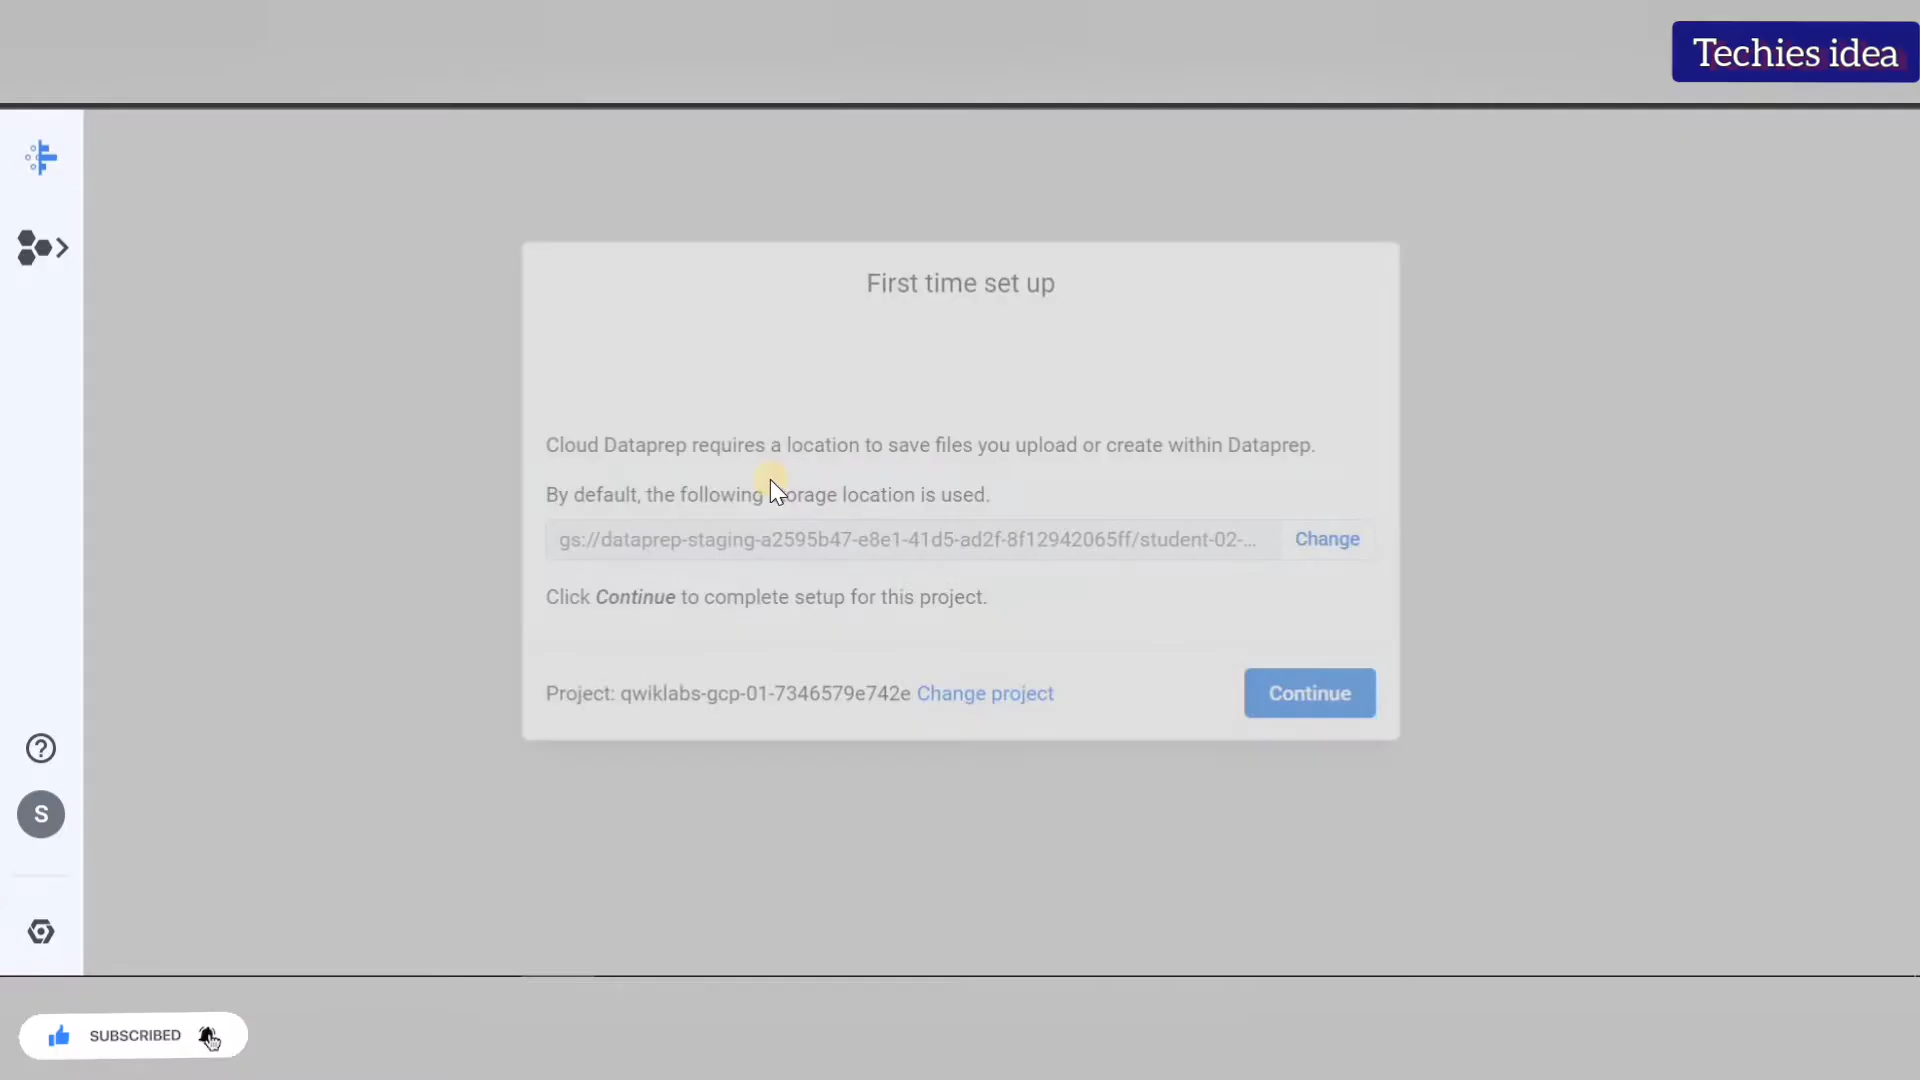 Techies idea
First time set up
Cloud Dataprep requires a location to save files you upload or create within Dataprep.
By default, the following storage location is used.
gs://dataprep-staging-a2595b47-e8e1-41d5-ad2f-8f12942065ff/student-02-...
Change
Click Continue to complete setup for this project.
Project: qwiklabs-gcp-01-7346579e742e Change project
Continue
S
SUBSCRIBED